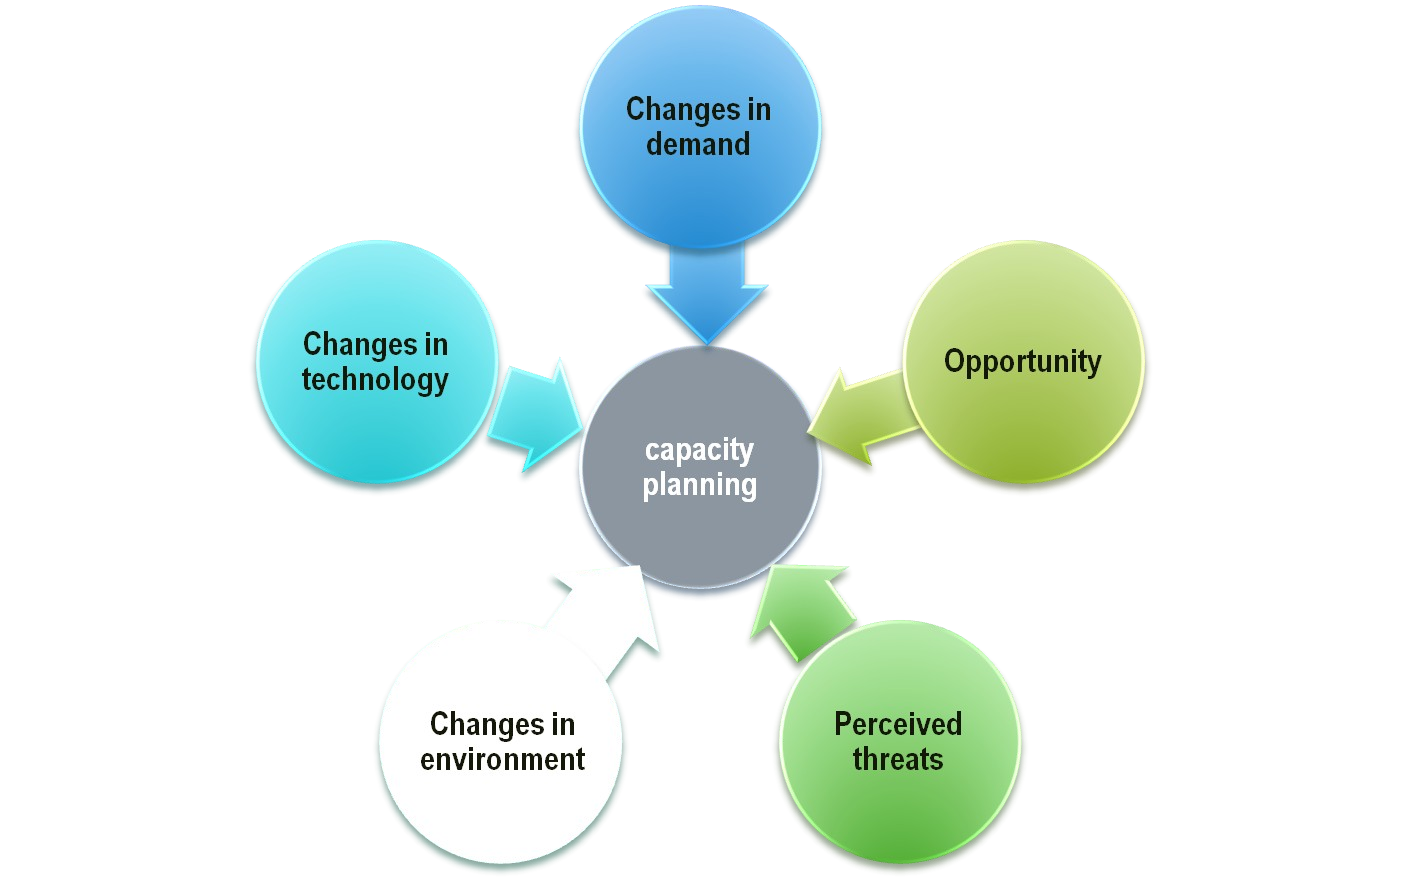 Changes in
demand
Changes in
technology
Opportunity
capacity
planning
Changes in
environment
Perceived
threats